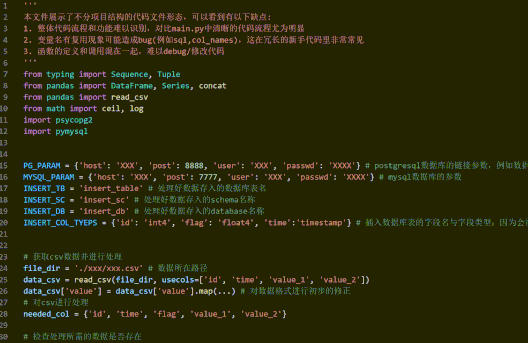 1 '''
2 本文件展示了不分项目结构的代码文件形态，可以看到有以下缺点：
3 1. 整体代码流程和功能难以识别，对比main.py中清晰的代码流程尤为明显
4 2. 变量名有复用现象可能造成bug(例如sql,col_names)，这在冗长的新手代码里非常常见
5 3. 函数的定义和调用混在一起，难以debug/修改代码
6 '''
7 from typing import Sequence, Tuple
8 from pandas import DataFrame, Series, concat
9 from pandas import read_csv
10 from math import ceil, log
11 import psycopg2
12 import pymysql
13
14
15 PG_PARAM = {'host': 'XXX', 'post': 8888, 'user': 'XXX', 'passwd': 'XXXX'} # postgresql数据库的链接参数，例如数据
16 MYSQL_PARAM = {'host': 'XXX', 'post': 7777, 'user': 'XXX', 'passwd': 'XXXX'} # mysql数据库的参数
17 INSERT_TB = 'insert_table' # 处理好数据存入的数据库表名
18 INSERT_SC = 'insert_sc' # 处理好数据存入的schema名称
19 INSERT_DB = 'insert_db' # 处理好数据存入的database名称
20 INSERT_COL_TYEPS = {'id': 'int4', 'flag': 'float4', 'time':'timestamp'} # 插入数据库表的字段名与字段类型，因为会
21
22
23 # 获取csv数据并进行处理
24 file_dir = './xxx/xxx.csv' # 数据所在路径
25 data_csv = read_csv(file_dir, usecols=['id', 'time', 'value_1', 'value_2'])
26 data_csv['value'] = data_csv['value'].map(...) # 对数据格式进行初步的修正
27 # 对csv进行处理
28 needed_col = {'id', 'time', 'flag', 'value_1', 'value_2'}
29
30 # 检查处理所需的数据是否存在